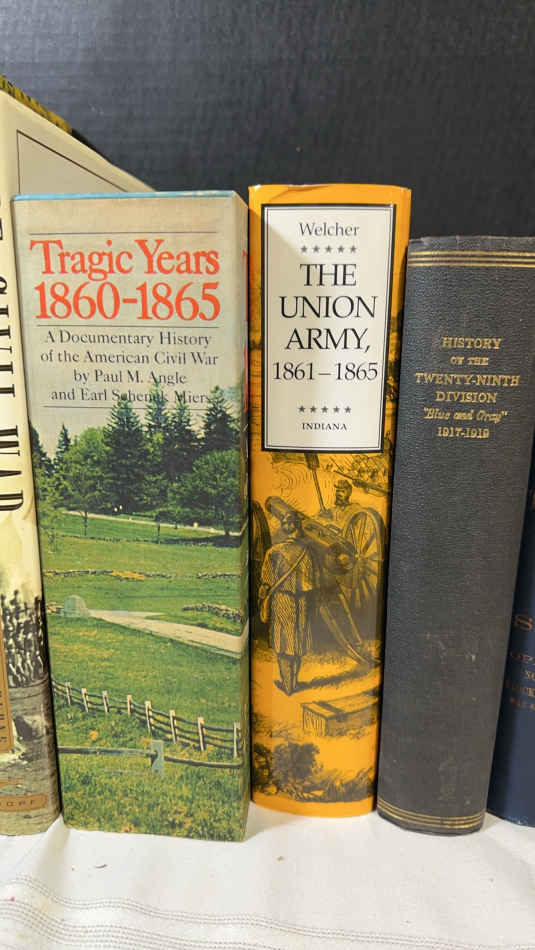 CIVIL WAR
Tragic Years
1860-1865
A Documentary History
of the American Civil War
by Paul M. Angle
and Earl Schenck Miers
Welcher
THE
UNION
ARMY,
1861–1865
INDIANA
HISTORY
OF THE
TWENTY-NINTH
DIVISION
"Blue and Gray"
1917-1919